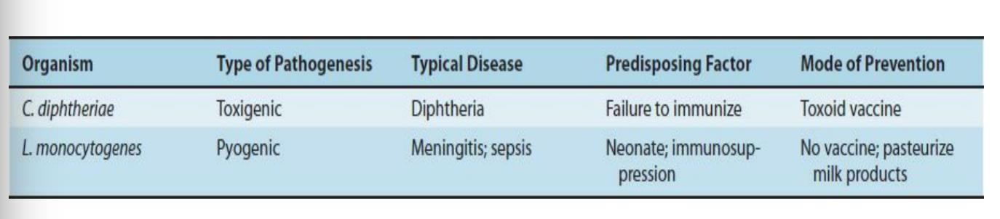 Organism Type of Pathogenesis Typical Disease Predisposing Factor Mode of Prevention
C. diphtheriae Toxigenic Diphtheria Failure to immunize Toxoid vaccine
L. monocytogenes Pyogenic Meningitis; sepsis Neonate; immunosup- No vaccine; pasteurize
pression milk products